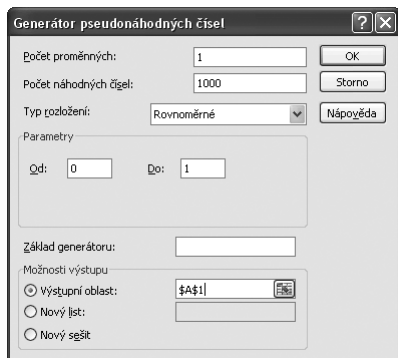 Generátor pseudonáhodných čísel
Počet proměnných: 1 OK
Počet náhodných čísel: 1000 Storno
Typ rozložení: Rovnoměrné Nápověda
Parametry
Od: 0 Do: 1
Základ generátoru:
Možnosti výstupu
Výstupní oblast: $A$1
Nový list:
Nový sešit